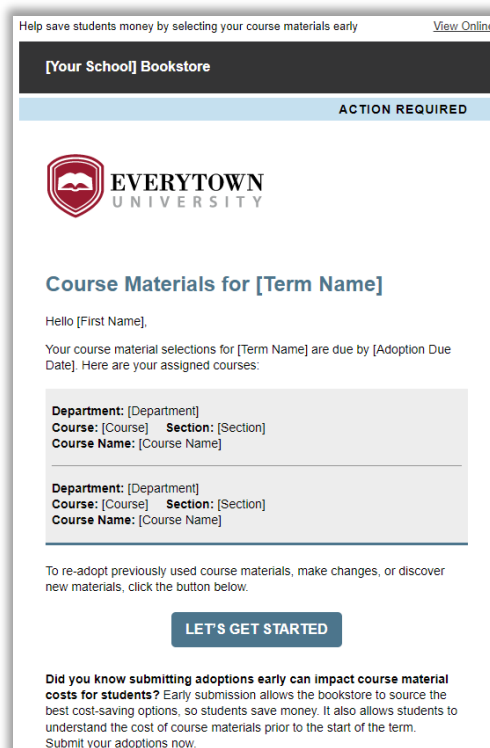 Help save students money by selecting your course materials early View Online
[Your School] Bookstore
ACTION REQUIRED
EVERYTOWN
UNIVERSITY
Course Materials for [Term Name]
Hello [First Name],
Your course material selections for [Term Name] are due by [Adoption Due
Date]. Here are your assigned courses:
Department: [Department]
Course: [Course] Section: [Section]
Course Name: [Course Name]
Department: [Department]
Course: [Course] Section: [Section]
Course Name: [Course Name]
To re-adopt previously used course materials, make changes, or discover
new materials, click the button below.
LET'S GET STARTED
Did you know submitting adoptions early can impact course material
costs for students? Early submission allows the bookstore to source the
best cost-saving options, so students save money. It also allows students to
understand the cost of course materials prior to the start of the term.
Submit your adoptions now.